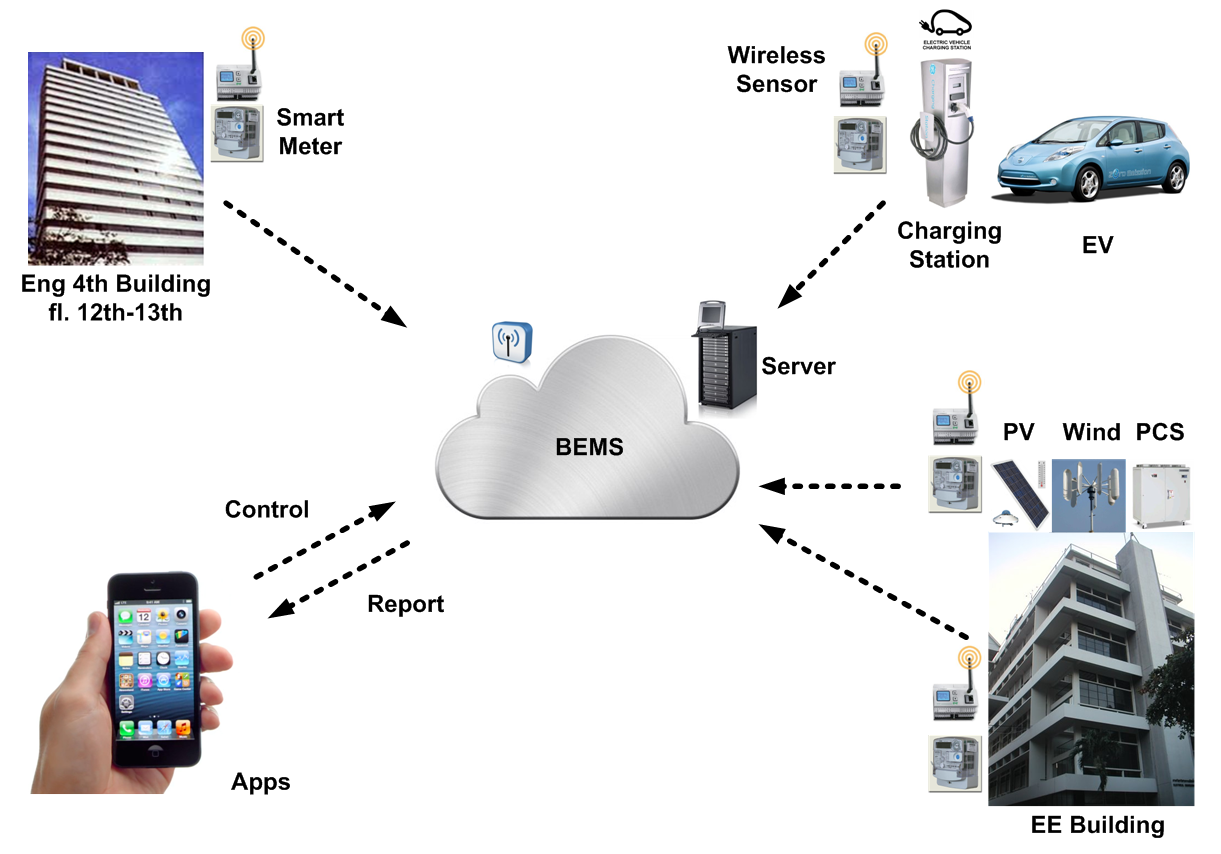 Smart
Meter
Eng 4th Building
fl. 12th-13th
Wireless
Sensor
ELECTRIC VEHICLE
CHARGING STATION
Charging
Station
EV
Server
BEMS
PV
Wind
PCS
Control
Report
Apps
EE Building